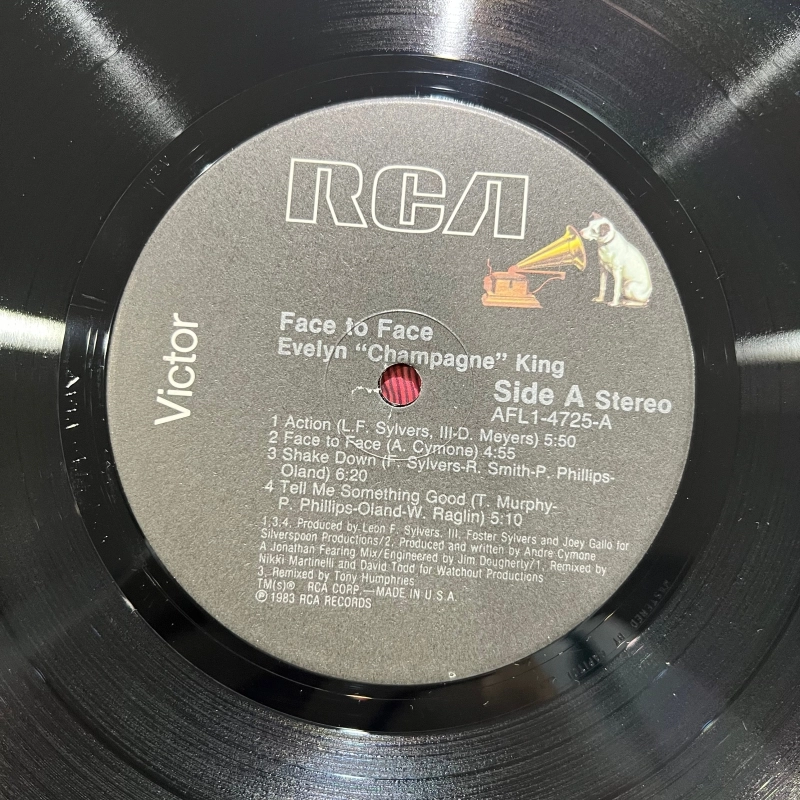 RCA
Victor
Face to Face
Evelyn "Champagne" King
Side A Stereo
AFL1-4725-A
1 Action (L.F. Sylvers, III-D. Meyers) 5:50
2 Face to Face (A. Cymone) 4:55
3 Shake Down (F. Sylvers-R. Smith-P. Phillips-
Oland) 6:20
4 Tell Me Something Good (T. Murphy-
P. Phillips-Oland-W. Raglin) 5:10
1,3,4. Produced by Leon F. Sylvers, III, Foster Sylvers and Joey Gallo for
Silverspoon Productions/2. Produced and written by Andre Cymone
A Jonathan Fearing Mix/Engineered by Jim Dougherty/1. Remixed by
Nikki Martinelli and David Todd for Watchout Productions
3. Remixed by Tony Humphries
TM(s)® RCA CORP.—MADE IN U.S.A.
℗1983 RCA RECORDS